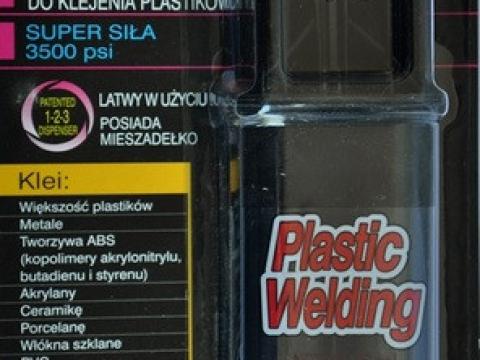 DO KLEJENIA PLASTIKÓW
SUPER SIŁA
3500 psi
PATENTED
1-2-3
DISPENSER
ŁATWY W UŻYCIU
POSIADA
MIESZADEŁKO
Klei:
Większość plastików
Metale
Tworzywa ABS
(kopolimery akrylonitrylu,
butadienu i styrenu)
Akrylany
Ceramikę
Porcelanę
Włókna szklane
PVC
Plastic
Welding